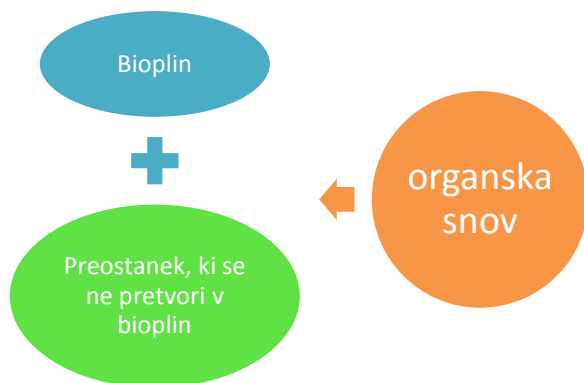 Bioplin
Preostanek, ki se
ne pretvori v
bioplin
organska
snov